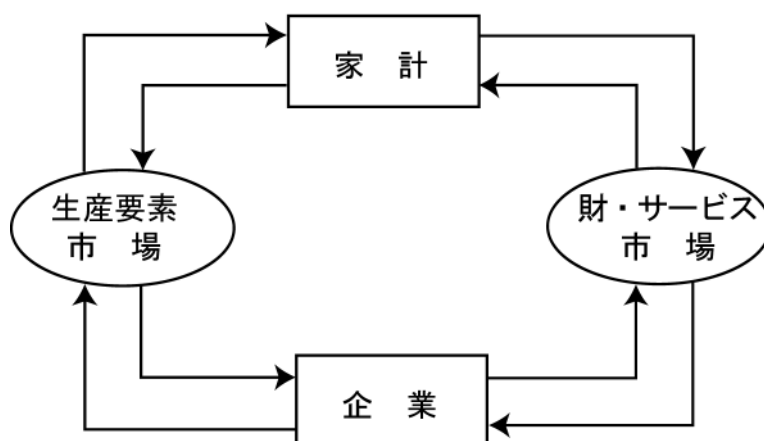 家　計
生産要素
市　場
財・サービス
市　場
企　業